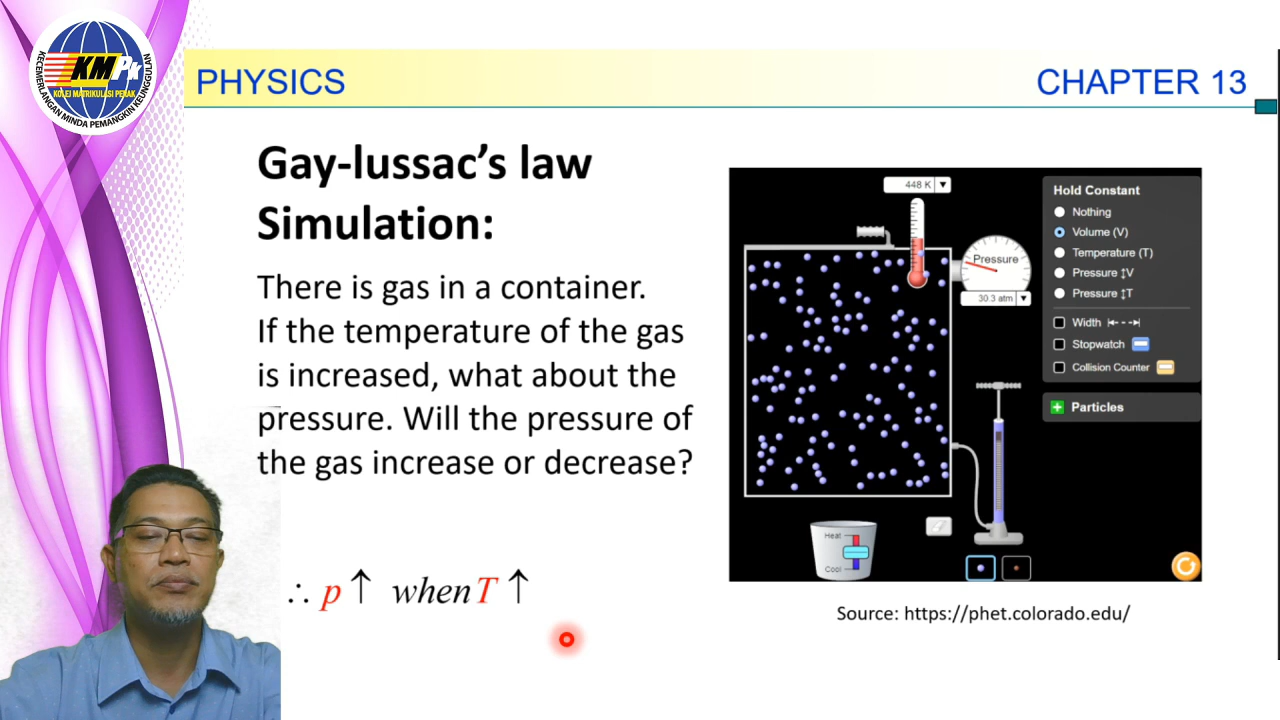 KMPk
KOLEJ MATRIKULASI PERAK
KECEMERLANGAN MINDA PEMANGKIN KEUNGGULAN
PHYSICS
CHAPTER 13
Gay-lussac’s law
Simulation:
There is gas in a container.
If the temperature of the gas
is increased, what about the
pressure. Will the pressure of
the gas increase or decrease?
∴ p↑ when T↑
448 K
Pressure
30.3 atm
Heat
Cool
Hold Constant
Nothing
Volume (V)
Temperature (T)
Pressure ↕V
Pressure ↕T
Width
Stopwatch
Collision Counter
Particles
Source: https://phet.colorado.edu/